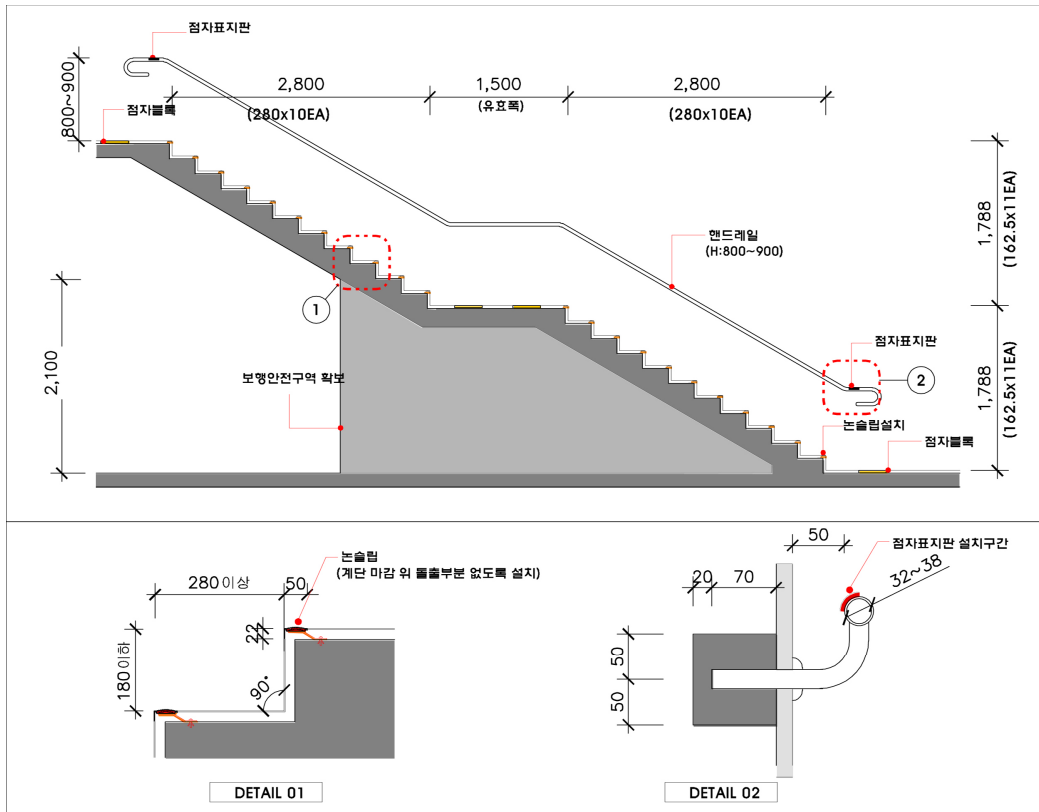 점자표지판
800~900
점자블록
2,800
(280x10EA)
1,500
(유효폭)
2,800
(280x10EA)
1,788
(162.5x11EA)
핸드레일
(H:800~900)
1
2,100
보행안전구역 확보
점자표지판
2
1,788
(162.5x11EA)
논슬립설치
점자블록
280이상
50
논슬립
(계단 마감 위 돌출부분 없도록 설치)
22
180이하
90°
DETAIL 01
50
점자표지판 설치구간
32~38
20
70
50
50
DETAIL 02